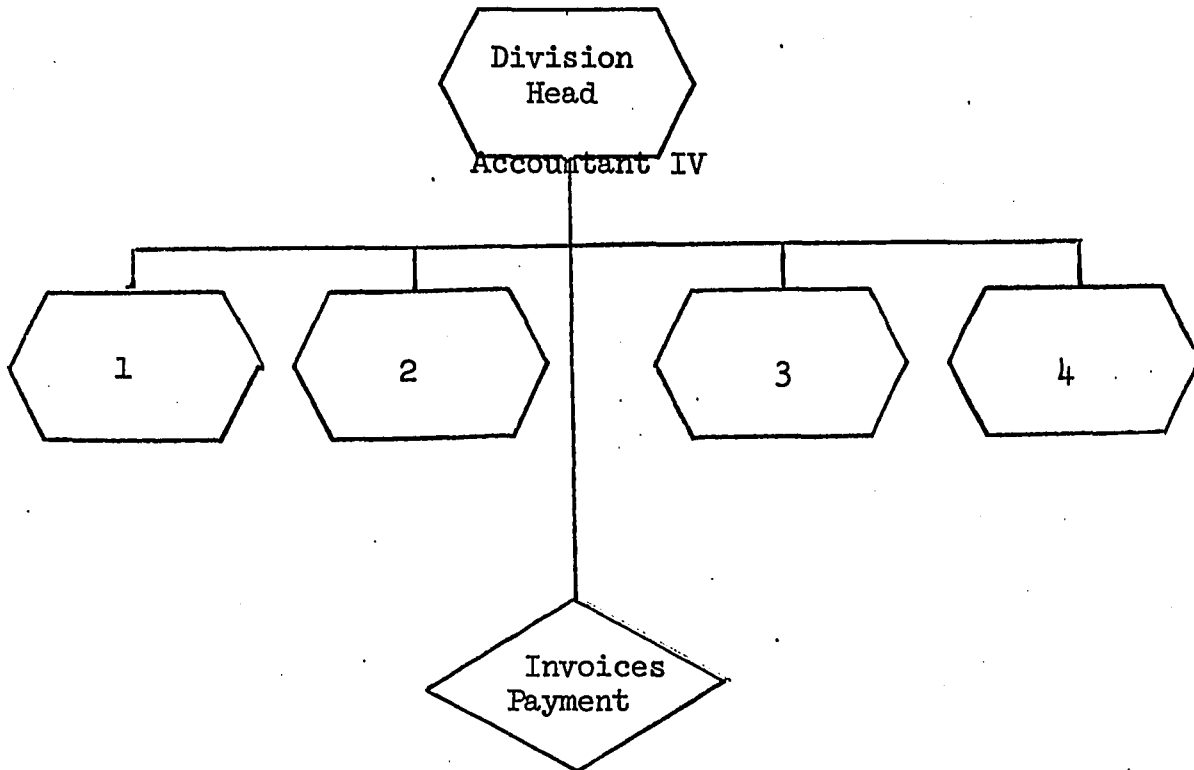 Division
Head
Accountant IV
1
2
3
4
Invoices
Payment